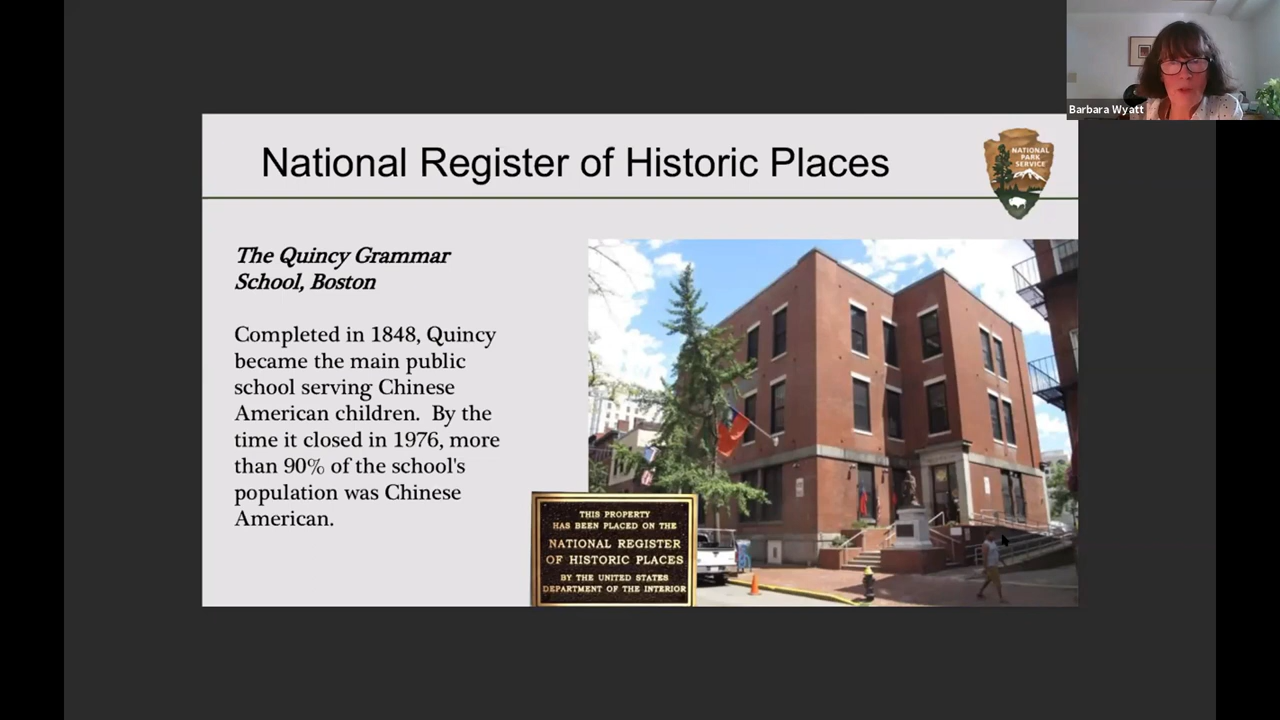 Barbara Wyatt
National Register of Historic Places
NATIONAL
PARK
SERVICE
The Quincy Grammar
School, Boston
Completed in 1848, Quincy
became the main public
school serving Chinese
American children.  By the
time it closed in 1976, more
than 90% of the school's
population was Chinese
American.
THIS PROPERTY
HAS BEEN PLACED ON THE
NATIONAL REGISTER
OF HISTORIC PLACES
BY THE UNITED STATES
DEPARTMENT OF THE INTERIOR